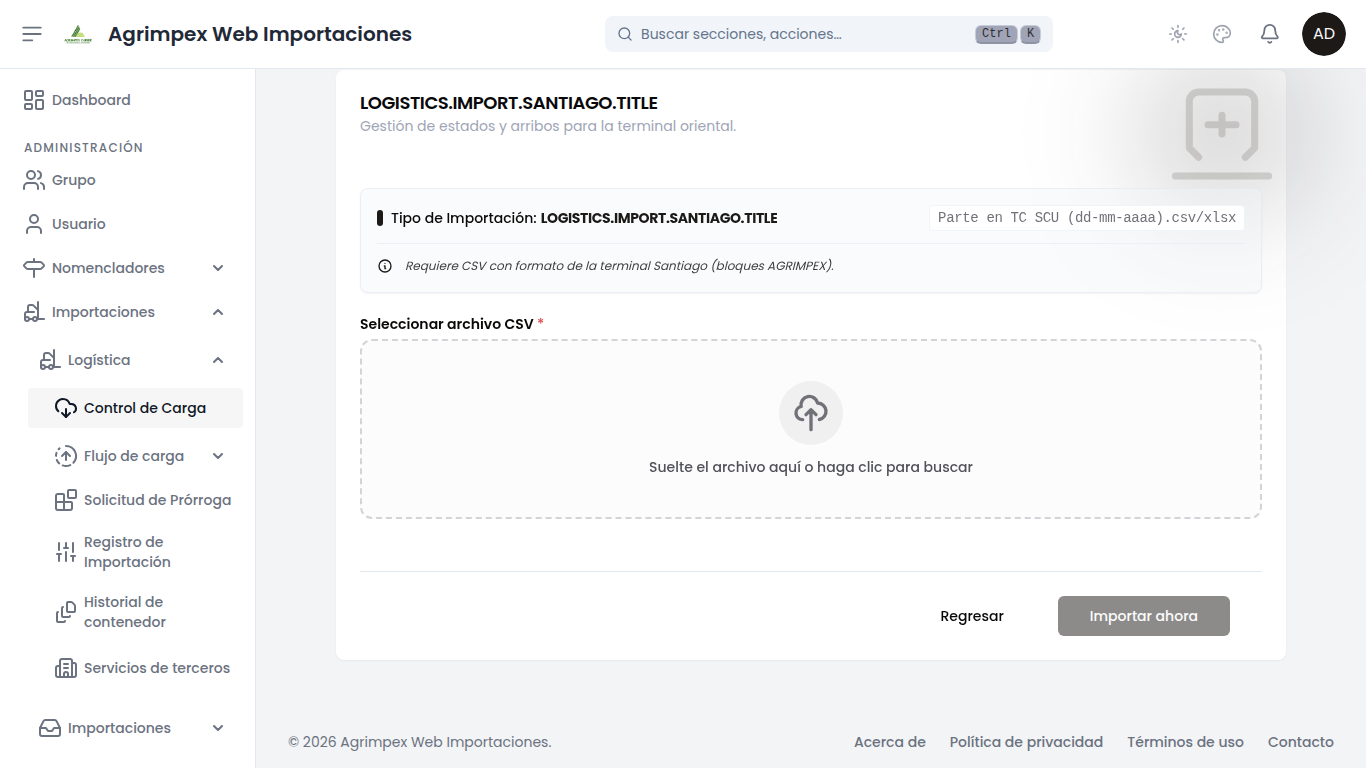 Agrimpex Web Importaciones
Buscar secciones, acciones...
Ctrl K
AD
Dashboard
ADMINISTRACIÓN
Grupo
Usuario
Nomencladores
Importaciones
Logística
Control de Carga
Flujo de carga
Solicitud de Prórroga
Registro de
Importación
Historial de
contenedor
Servicios de terceros
Importaciones
LOGISTICS.IMPORT.SANTIAGO.TITLE
Gestión de estados y arribos para la terminal oriental.
Tipo de Importación: LOGISTICS.IMPORT.SANTIAGO.TITLE
Parte en TC SCU (dd-mm-aaaa).csv/xlsx
Requiere CSV con formato de la terminal Santiago (bloques AGRIMPEX).
Seleccionar archivo CSV *
Suelte el archivo aquí o haga clic para buscar
Regresar
Importar ahora
© 2026 Agrimpex Web Importaciones.
Acerca de
Política de privacidad
Términos de uso
Contacto